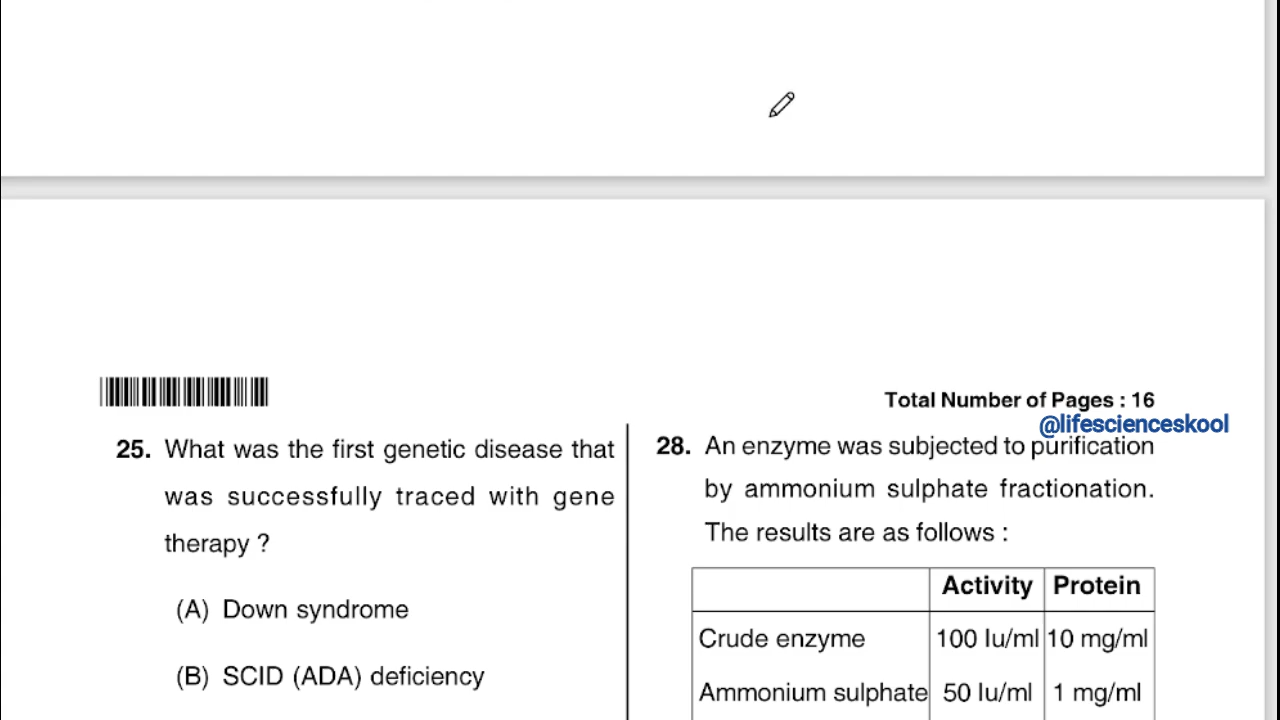 Total Number of Pages : 16
@lifescienceskool
25. What was the first genetic disease that
was successfully traced with gene
therapy ?
(A) Down syndrome
(B) SCID (ADA) deficiency
28. An enzyme was subjected to purification
by ammonium sulphate fractionation.
The results are as follows :
Activity Protein
Crude enzyme 100 Iu/ml 10 mg/ml
Ammonium sulphate 50 Iu/ml 1 mg/ml